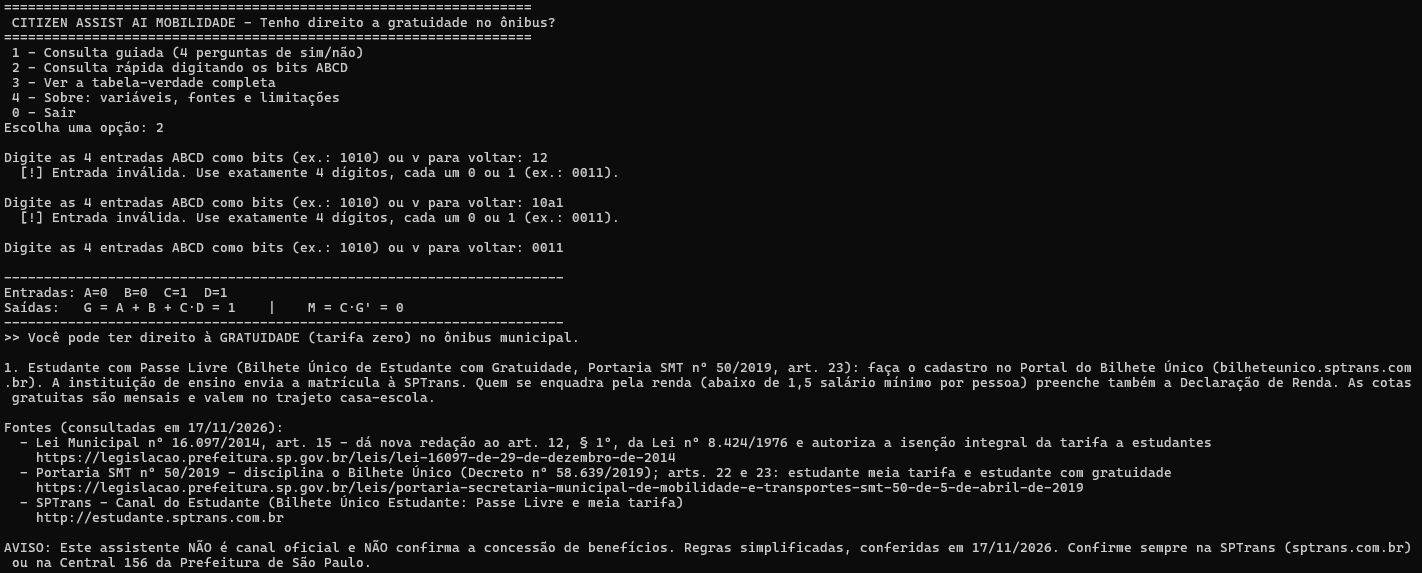 ==================================================================
CITIZEN ASSIST AI MOBILIDADE - Tenho direito a gratuidade no ônibus?
==================================================================
1 - Consulta guiada (4 perguntas de sim/não)
2 - Consulta rápida digitando os bits ABCD
3 - Ver a tabela-verdade completa
4 - Sobre: variáveis, fontes e limitações
0 - Sair
Escolha uma opção: 2
Digite as 4 entradas ABCD como bits (ex.: 1010) ou v para voltar: 12
[!] Entrada inválida. Use exatamente 4 dígitos, cada um 0 ou 1 (ex.: 0011).
Digite as 4 entradas ABCD como bits (ex.: 1010) ou v para voltar: 10a1
[!] Entrada inválida. Use exatamente 4 dígitos, cada um 0 ou 1 (ex.: 0011).
Digite as 4 entradas ABCD como bits (ex.: 1010) ou v para voltar: 0011
----------------------------------------------------------------------
Entradas: A=0  B=0  C=1  D=1
Saídas:   G = A + B + C·D = 1    |    M = C·G' = 0
----------------------------------------------------------------------
>> Você pode ter direito à GRATUIDADE (tarifa zero) no ônibus municipal.
1. Estudante com Passe Livre (Bilhete Único de Estudante com Gratuidade, Portaria SMT nº 50/2019, art. 23): faça o cadastro no Portal do Bilhete Único (bilheteunico.sptrans.com
.br). A instituição de ensino envia a matrícula à SPTrans. Quem se enquadra pela renda (abaixo de 1,5 salário mínimo por pessoa) preenche também a Declaração de Renda. As cotas
gratuitas são mensais e valem no trajeto casa-escola.
Fontes (consultadas em 17/11/2026):
- Lei Municipal nº 16.097/2014, art. 15 - dá nova redação ao art. 12, § 1º, da Lei nº 8.424/1976 e autoriza a isenção integral da tarifa a estudantes
https://legislacao.prefeitura.sp.gov.br/leis/lei-16097-de-29-de-dezembro-de-2014
- Portaria SMT nº 50/2019 - disciplina o Bilhete Único (Decreto nº 58.639/2019); arts. 22 e 23: estudante meia tarifa e estudante com gratuidade
https://legislacao.prefeitura.sp.gov.br/leis/portaria-secretaria-municipal-de-mobilidade-e-transportes-smt-50-de-5-de-abril-de-2019
- SPTrans - Canal do Estudante (Bilhete Único Estudante: Passe Livre e meia tarifa)
http://estudante.sptrans.com.br
AVISO: Este assistente NÃO é canal oficial e NÃO confirma a concessão de benefícios. Regras simplificadas, conferidas em 17/11/2026. Confirme sempre na SPTrans (sptrans.com.br)
ou na Central 156 da Prefeitura de São Paulo.